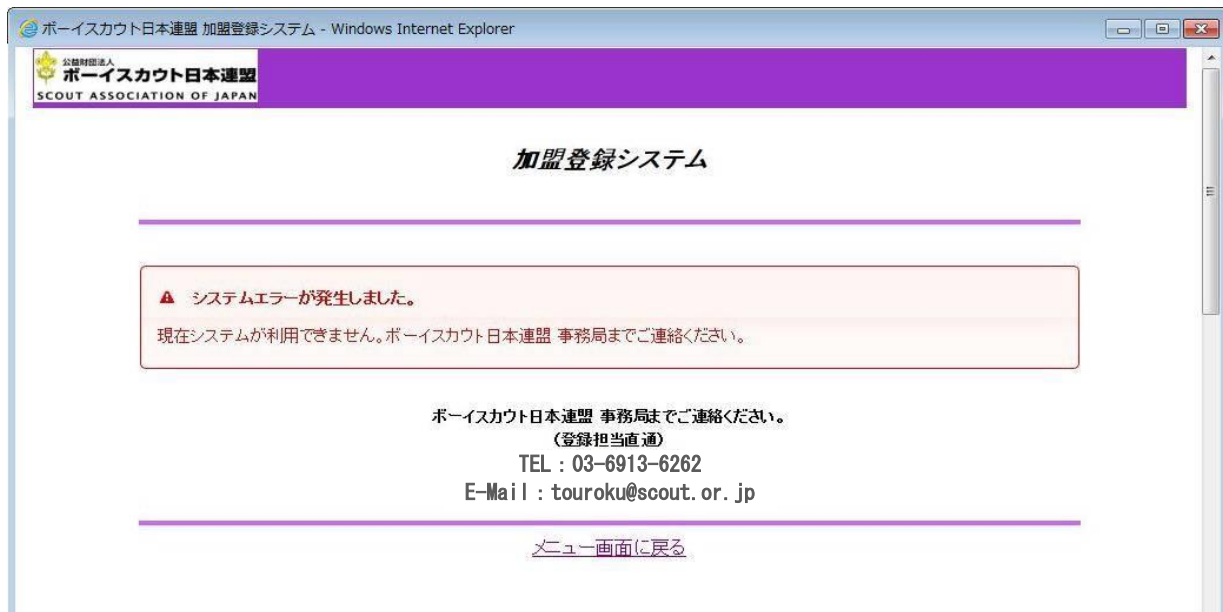 ボーイスカウト日本連盟 加盟登録システム - Windows Internet Explorer
公益財団法人
ボーイスカウト日本連盟
SCOUT ASSOCIATION OF JAPAN
加盟登録システム
システムエラーが発生しました。
現在システムが利用できません。ボーイスカウト日本連盟 事務局までご連絡ください。
ボーイスカウト日本連盟 事務局までご連絡ください。
（登録担当直通）
TEL：03-6913-6262
E-Mail：touroku@scout.or.jp
メニュー画面に戻る